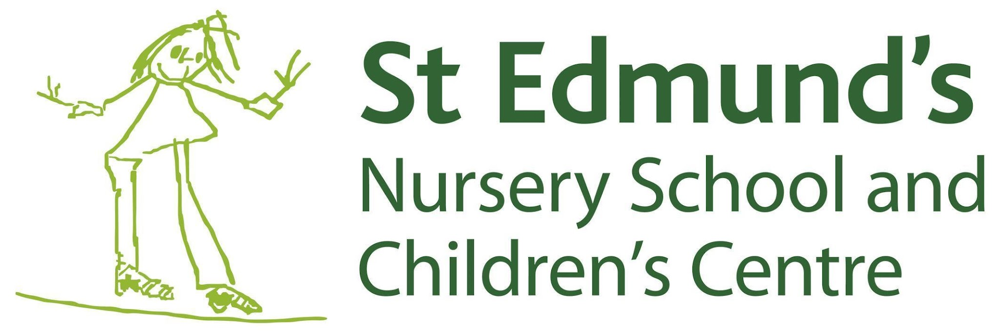 St Edmund’s
Nursery School and
Children’s Centre